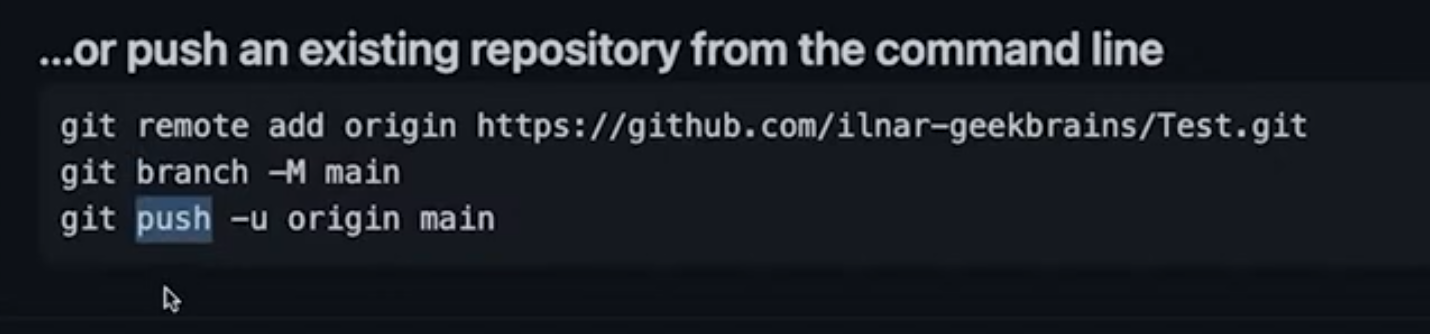 ...or push an existing repository from the command line
git remote add origin https://github.com/ilnar-geekbrains/Test.git
git branch -M main
git push -u origin main